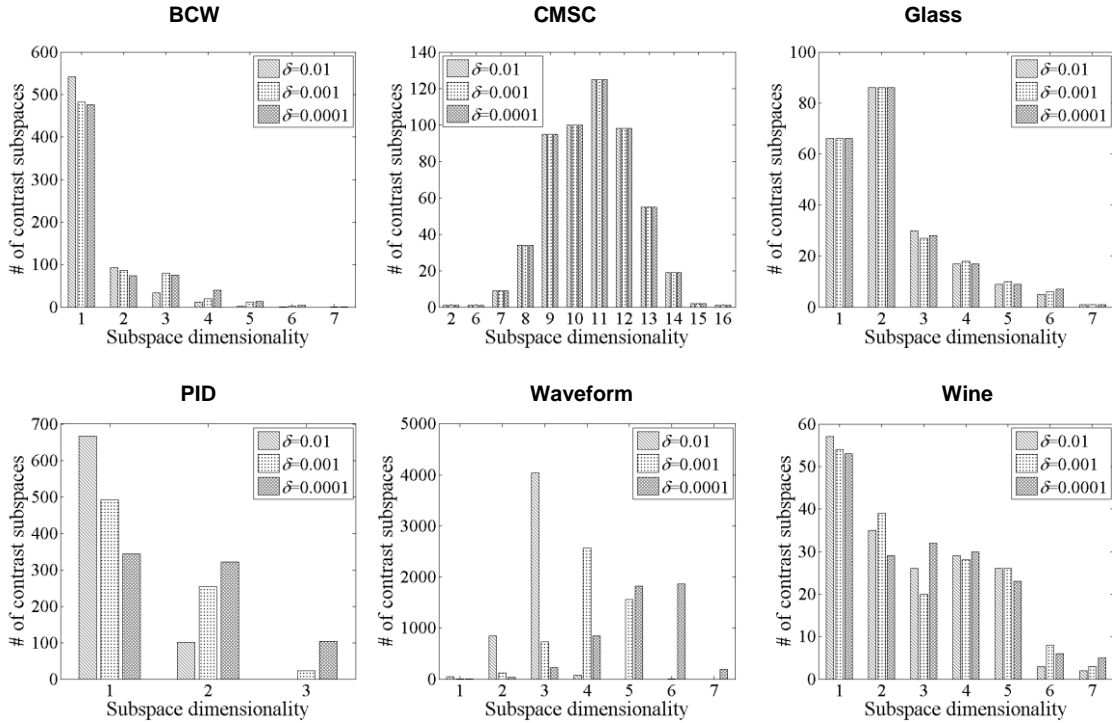 BCW
600
500
400
300
200
100
0
# of contrast subspaces
δ=0.01
δ=0.001
δ=0.0001
1 2 3 4 5 6 7
Subspace dimensionality
CMSC
140
120
100
80
60
40
20
0
# of contrast subspaces
δ=0.01
δ=0.001
δ=0.0001
2 6 7 8 9 10 11 12 13 14 15 16
Subspace dimensionality
Glass
100
80
60
40
20
0
# of contrast subspaces
δ=0.01
δ=0.001
δ=0.0001
1 2 3 4 5 6 7
Subspace dimensionality
PID
700
600
500
400
300
200
100
0
# of contrast subspaces
δ=0.01
δ=0.001
δ=0.0001
1 2 3
Subspace dimensionality
Waveform
5000
4000
3000
2000
1000
0
# of contrast subspaces
δ=0.01
δ=0.001
δ=0.0001
1 2 3 4 5 6 7
Subspace dimensionality
Wine
60
50
40
30
20
10
0
# of contrast subspaces
δ=0.01
δ=0.001
δ=0.0001
1 2 3 4 5 6 7
Subspace dimensionality